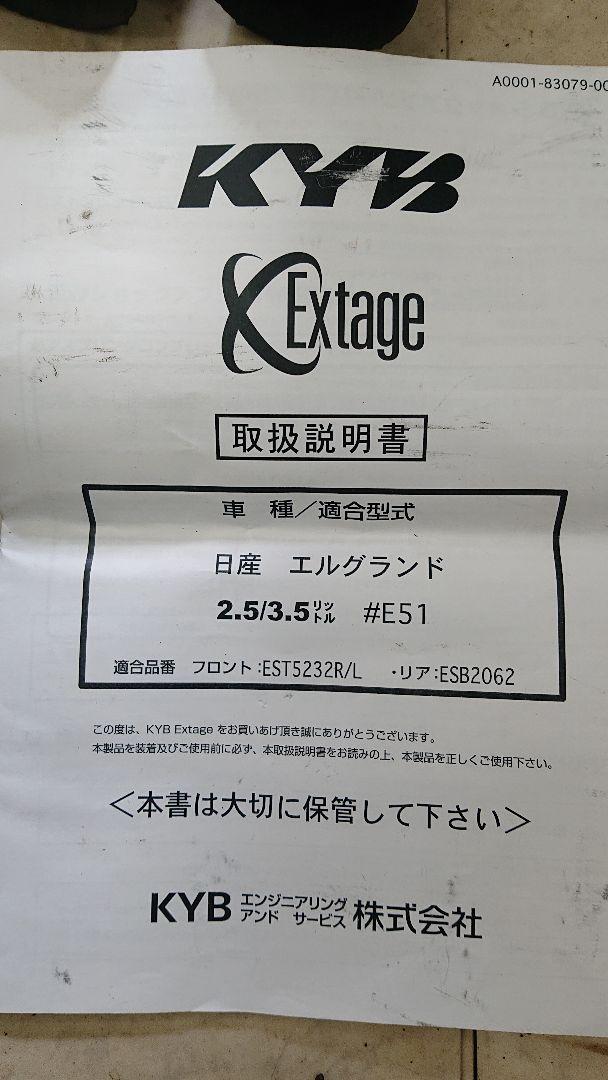 A0001-83079-00
KYB
Extage
取扱説明書
車 種／適合型式
日産 エルグランド
2.5/3.5リットル #E51
適合品番 フロント:EST5232R/L ・リア:ESB2062
この度は、KYB Extage をお買いあげ頂き誠にありがとうございます。
本製品を装着及びご使用前に必ず、本取扱説明書をお読みの上、本製品を正しくご使用下さい。
＜本書は大切に保管して下さい＞
KYB エンジニアリング アンド サービス 株式会社